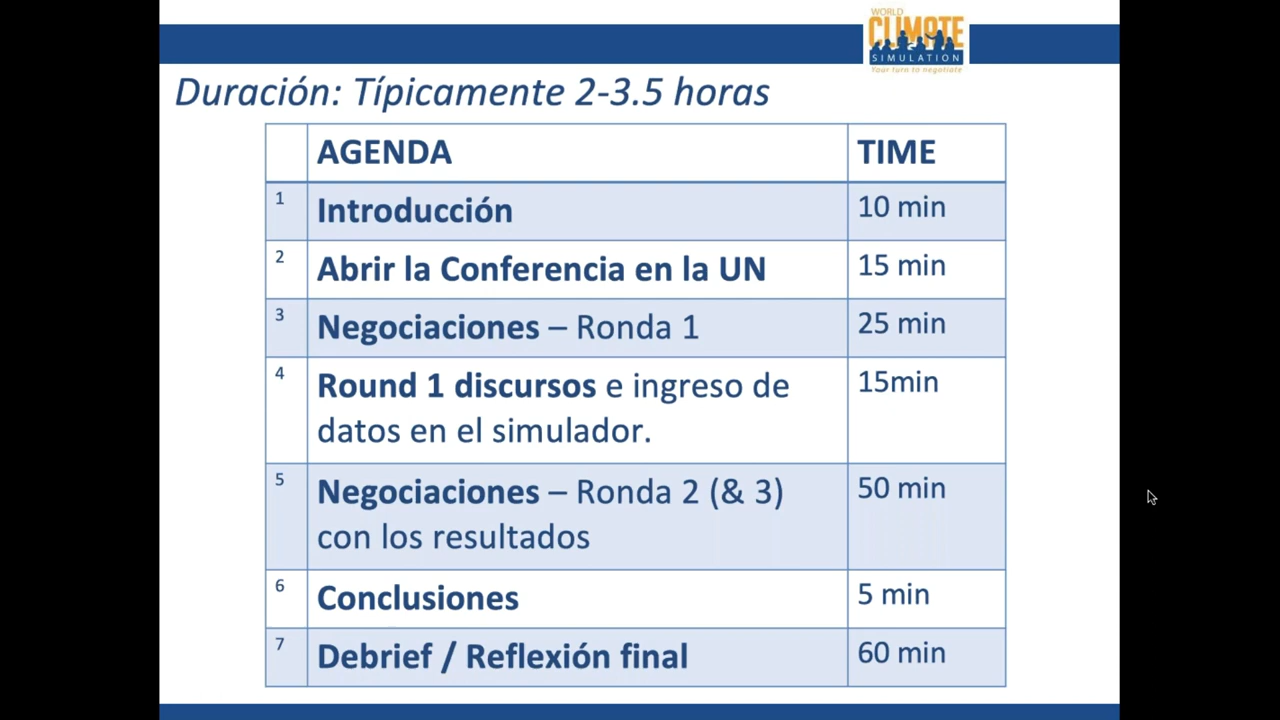 WORLD
CLIMATE
SIMULATION
Your turn to negotiate
Duración: Típicamente 2-3.5 horas
AGENDA TIME
1 Introducción 10 min
2 Abrir la Conferencia en la UN 15 min
3 Negociaciones – Ronda 1 25 min
4 Round 1 discursos e ingreso de 15min
datos en el simulador.
5 Negociaciones – Ronda 2 (& 3) 50 min
con los resultados
6 Conclusiones 5 min
7 Debrief / Reflexión final 60 min